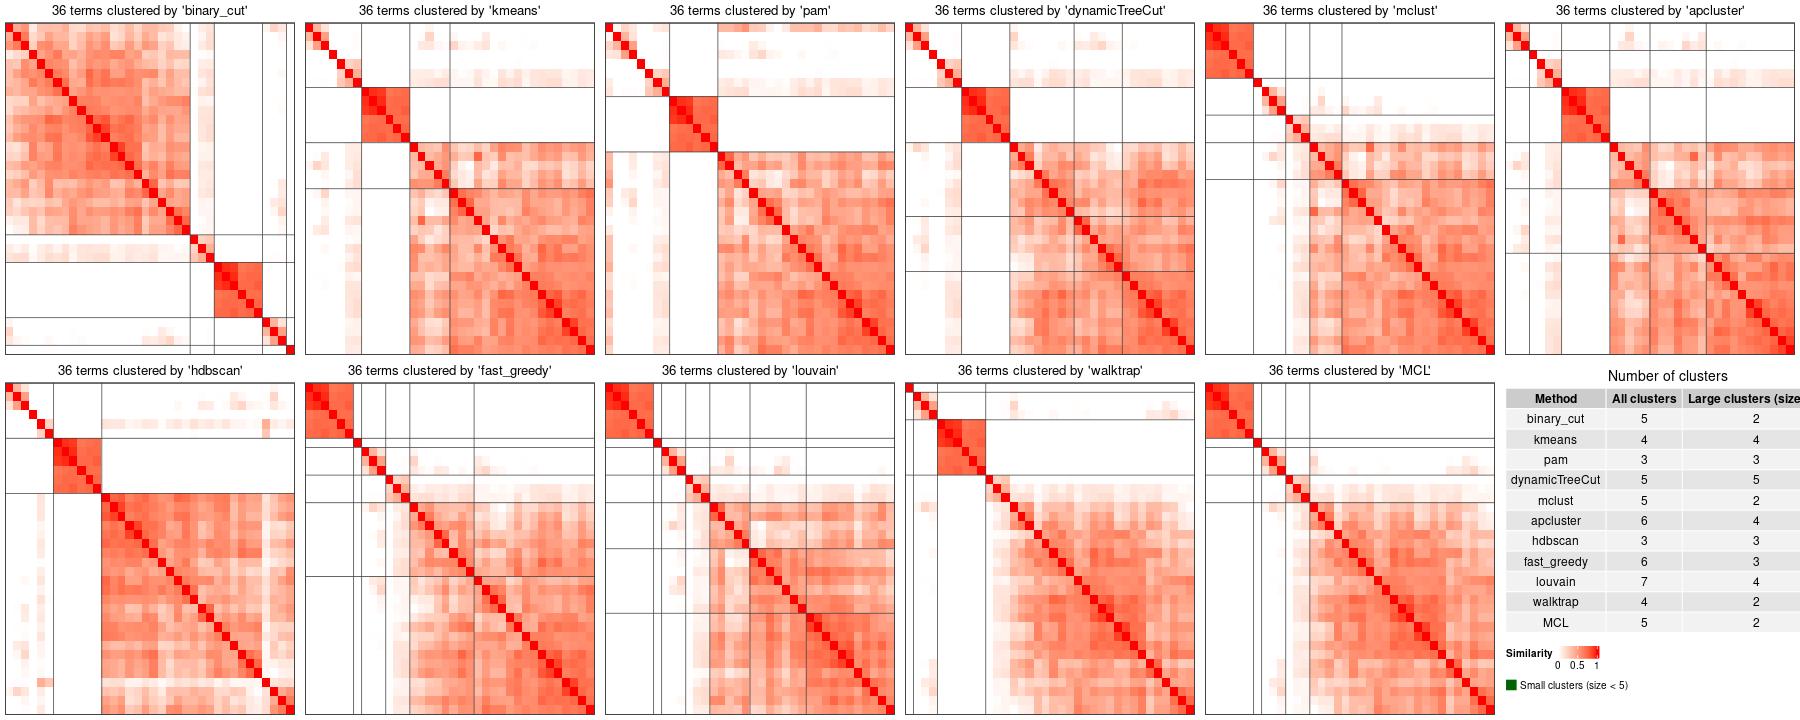 36 terms clustered by 'binary_cut'
36 terms clustered by 'kmeans'
36 terms clustered by 'pam'
36 terms clustered by 'dynamicTreeCut'
36 terms clustered by 'mclust'
36 terms clustered by 'apcluster'
36 terms clustered by 'hdbscan'
36 terms clustered by 'fast_greedy'
36 terms clustered by 'louvain'
36 terms clustered by 'walktrap'
36 terms clustered by 'MCL'
Number of clusters
Method All clusters Large clusters (size
binary_cut 5 2
kmeans 4 4
pam 3 3
dynamicTreeCut 5 5
mclust 5 2
apcluster 6 4
hdbscan 3 3
fast_greedy 6 3
louvain 7 4
walktrap 4 2
MCL 5 2
Similarity
0 0.5 1
Small clusters (size < 5)